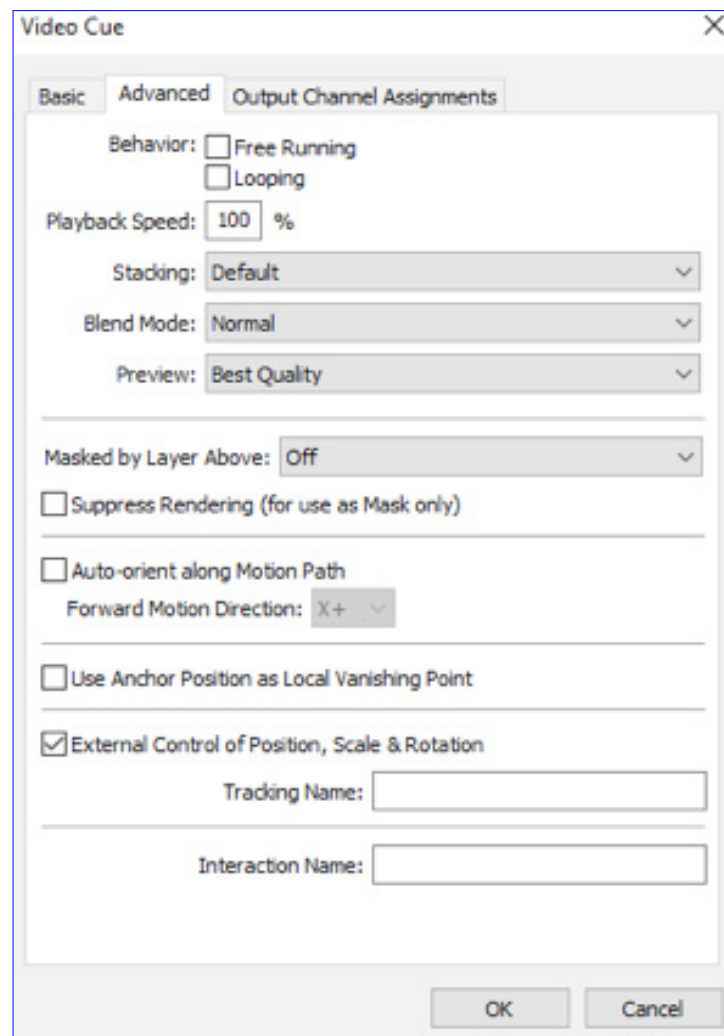 Video Cue
Basic Advanced Output Channel Assignments
Behavior: Free Running
Looping
Playback Speed: 100 %
Stacking: Default
Blend Mode: Normal
Preview: Best Quality
Masked by Layer Above: Off
Suppress Rendering (for use as Mask only)
Auto-orient along Motion Path
Forward Motion Direction: X+
Use Anchor Position as Local Vanishing Point
External Control of Position, Scale & Rotation
Tracking Name:
Interaction Name:
OK Cancel